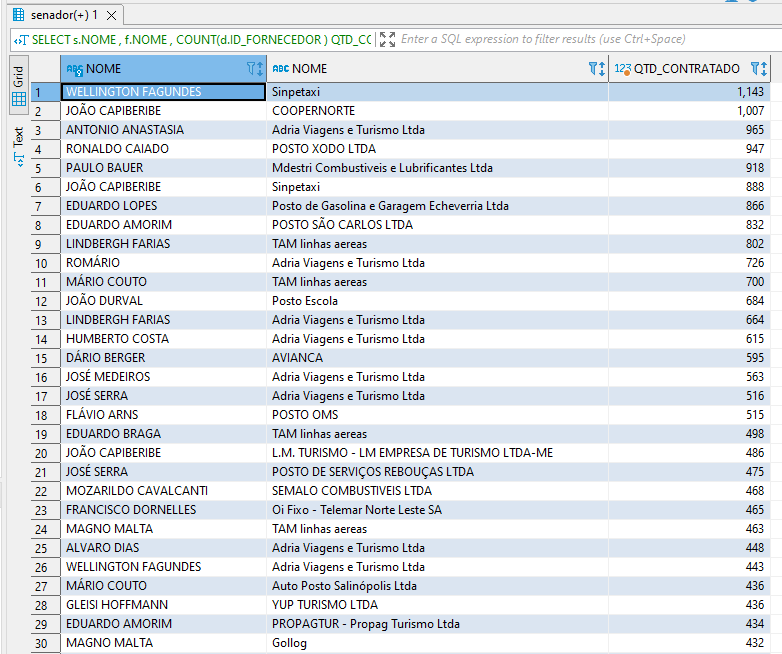 senador(+) 1
SELECT s.NOME , f.NOME , COUNT(d.ID_FORNECEDOR ) QTD_CO
Enter a SQL expression to filter results (use Ctrl+Space)
Grid
Text
NOME NOME QTD_CONTRATADO
1 WELLINGTON FAGUNDES Sinpetaxi 1,143
2 JOÃO CAPIBERIBE COOPERNORTE 1,007
3 ANTONIO ANASTASIA Adria Viagens e Turismo Ltda 965
4 RONALDO CAIADO POSTO XODO LTDA 947
5 PAULO BAUER Mdestri Combustiveis e Lubrificantes Ltda 918
6 JOÃO CAPIBERIBE Sinpetaxi 888
7 EDUARDO LOPES Posto de Gasolina e Garagem Echeverria Ltda 866
8 EDUARDO AMORIM POSTO SÃO CARLOS LTDA 832
9 LINDBERGH FARIAS TAM linhas aereas 802
10 ROMÁRIO Adria Viagens e Turismo Ltda 726
11 MÁRIO COUTO TAM linhas aereas 700
12 JOÃO DURVAL Posto Escola 684
13 LINDBERGH FARIAS Adria Viagens e Turismo Ltda 664
14 HUMBERTO COSTA Adria Viagens e Turismo Ltda 615
15 DÁRIO BERGER AVIANCA 595
16 JOSÉ MEDEIROS Adria Viagens e Turismo Ltda 563
17 JOSÉ SERRA Adria Viagens e Turismo Ltda 516
18 FLÁVIO ARNS POSTO OMS 515
19 EDUARDO BRAGA TAM linhas aereas 498
20 JOÃO CAPIBERIBE L.M. TURISMO - LM EMPRESA DE TURISMO LTDA-ME 486
21 JOSÉ SERRA POSTO DE SERVIÇOS REBOUÇAS LTDA 475
22 MOZARILDO CAVALCANTI SEMALO COMBUSTIVEIS LTDA 468
23 FRANCISCO DORNELLES Oi Fixo - Telemar Norte Leste SA 465
24 MAGNO MALTA TAM linhas aereas 463
25 ALVARO DIAS Adria Viagens e Turismo Ltda 448
26 WELLINGTON FAGUNDES Adria Viagens e Turismo Ltda 443
27 MÁRIO COUTO Auto Posto Salinópolis Ltda 436
28 GLEISI HOFFMANN YUP TURISMO LTDA 436
29 EDUARDO AMORIM PROPAGTUR - Propag Turismo Ltda 434
30 MAGNO MALTA Gollog 432